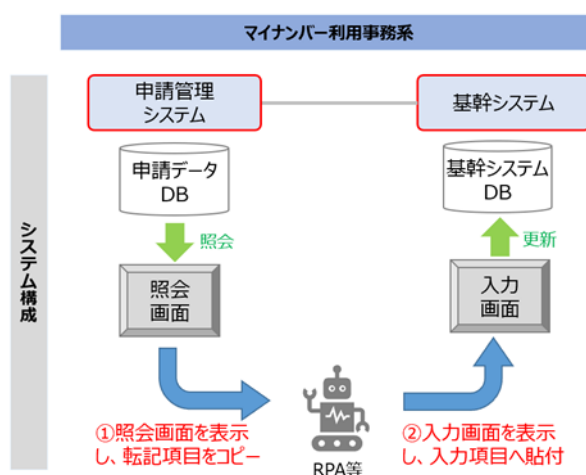 マイナンバー利用事務系
システム構成
申請管理
システム
基幹システム
申請データ
DB
基幹システム
DB
照会
更新
照会
画面
入力
画面
①照会画面を表示
し、転記項目をコピー
RPA等
②入力画面を表示
し、入力項目へ貼付